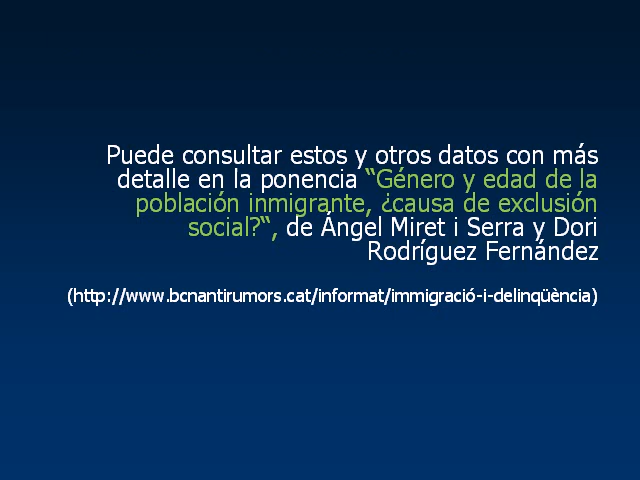 Puede consultar estos y otros datos con más
detalle en la ponencia “Género y edad de la
población inmigrante, ¿causa de exclusión
social?“, de Ángel Miret i Serra y Dori
Rodríguez Fernández
(http://www.bcnantirumors.cat/informat/immigració-i-delinqüència)